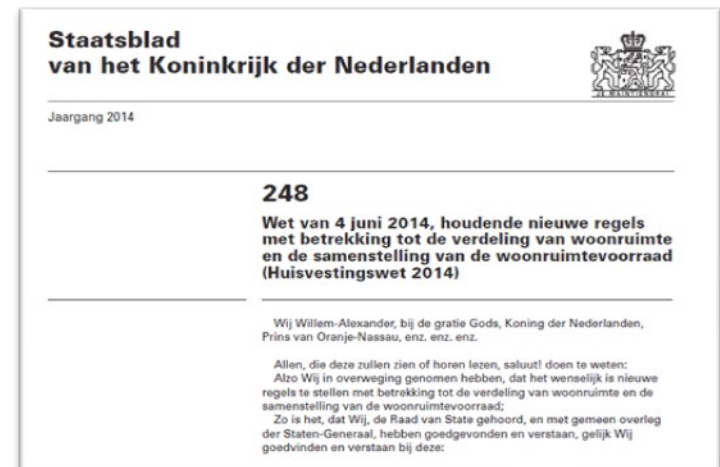 Staatsblad
van het Koninkrijk der Nederlanden
JE MAINTIENDRAI
Jaargang 2014
248
Wet van 4 juni 2014, houdende nieuwe regels
met betrekking tot de verdeling van woonruimte
en de samenstelling van de woonruimtevoorraad
(Huisvestingswet 2014)
Wij Willem-Alexander, bij de gratie Gods, Koning der Nederlanden,
Prins van Oranje-Nassau, enz. enz. enz.
Allen, die deze zullen zien of horen lezen, saluut! doen te weten:
Alzo Wij in overweging genomen hebben, dat het wenselijk is nieuwe
regels te stellen met betrekking tot de verdeling van woonruimte en de
samenstelling van de woonruimtevoorraad;
Zo is het, dat Wij, de Raad van State gehoord, en met gemeen overleg
der Staten-Generaal, hebben goedgevonden en verstaan, gelijk Wij
goedvinden en verstaan bij deze: